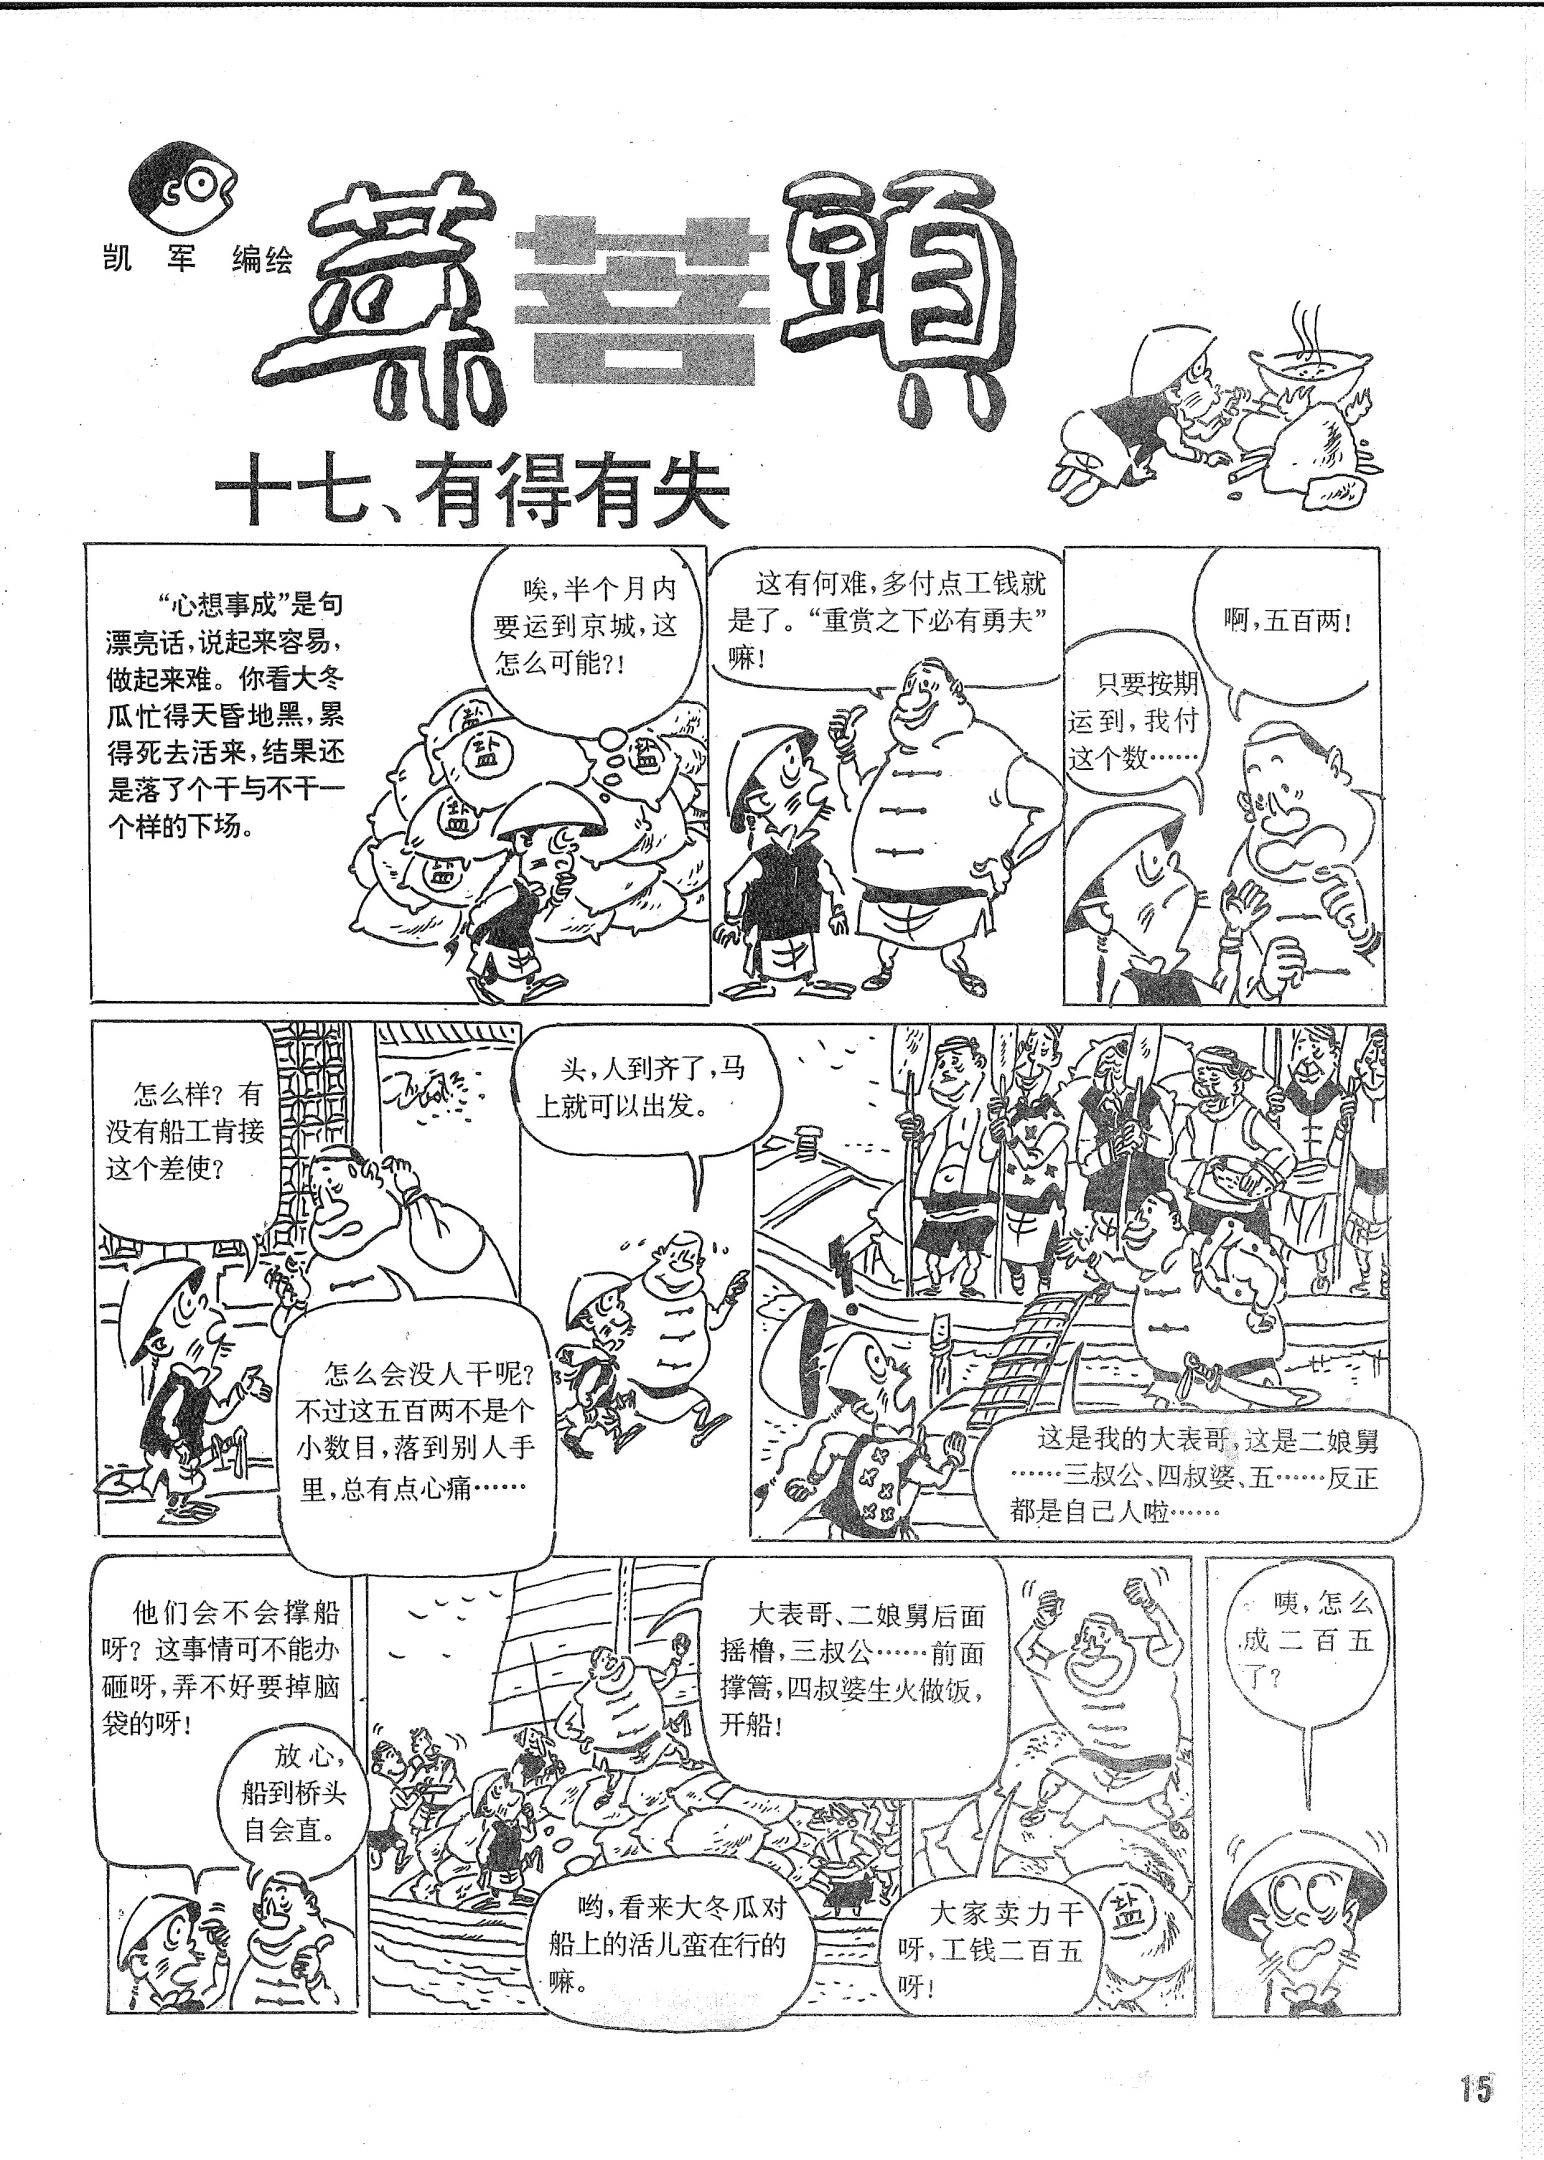 凯 军 编绘
菜苦頭
十七、有得有失
“心想事成”是句
漂亮话，说起来容易，
做起来难。你看大冬
瓜忙得天昏地黑，累
得死去活来，结果还
是落了个干与不干一
个样的下场。
唉，半个月内
要运到京城，这
怎么可能?！
盐
盐
盐
盐
盐
这有何难，多付点工钱就
是了。“重赏之下必有勇夫”
嘛！
只要按期
运到，我付
这个数……
啊，五百两！
怎么样？有
没有船工肯接
这个差使？
怎么会没人干呢？
不过这五百两不是个
小数目，落到别人手
里，总有点心痛……
头，人到齐了，马
上就可以出发。
这是我的大表哥，这是二娘舅
……三叔公、四叔婆、五……反正
都是自己人啦……
他们会不会撑船
呀？这事情可不能办
砸呀，弄不好要掉脑
袋的呀！
放心，
船到桥头
自会直。
大表哥、二娘舅后面
摇橹，三叔公……前面
撑篙，四叔婆生火做饭，
开船！
哟，看来大冬瓜对
船上的活儿蛮在行的
嘛。
大家卖力干
呀，工钱二百五
呀！
盐
咦，怎么
成二百五
了？
15